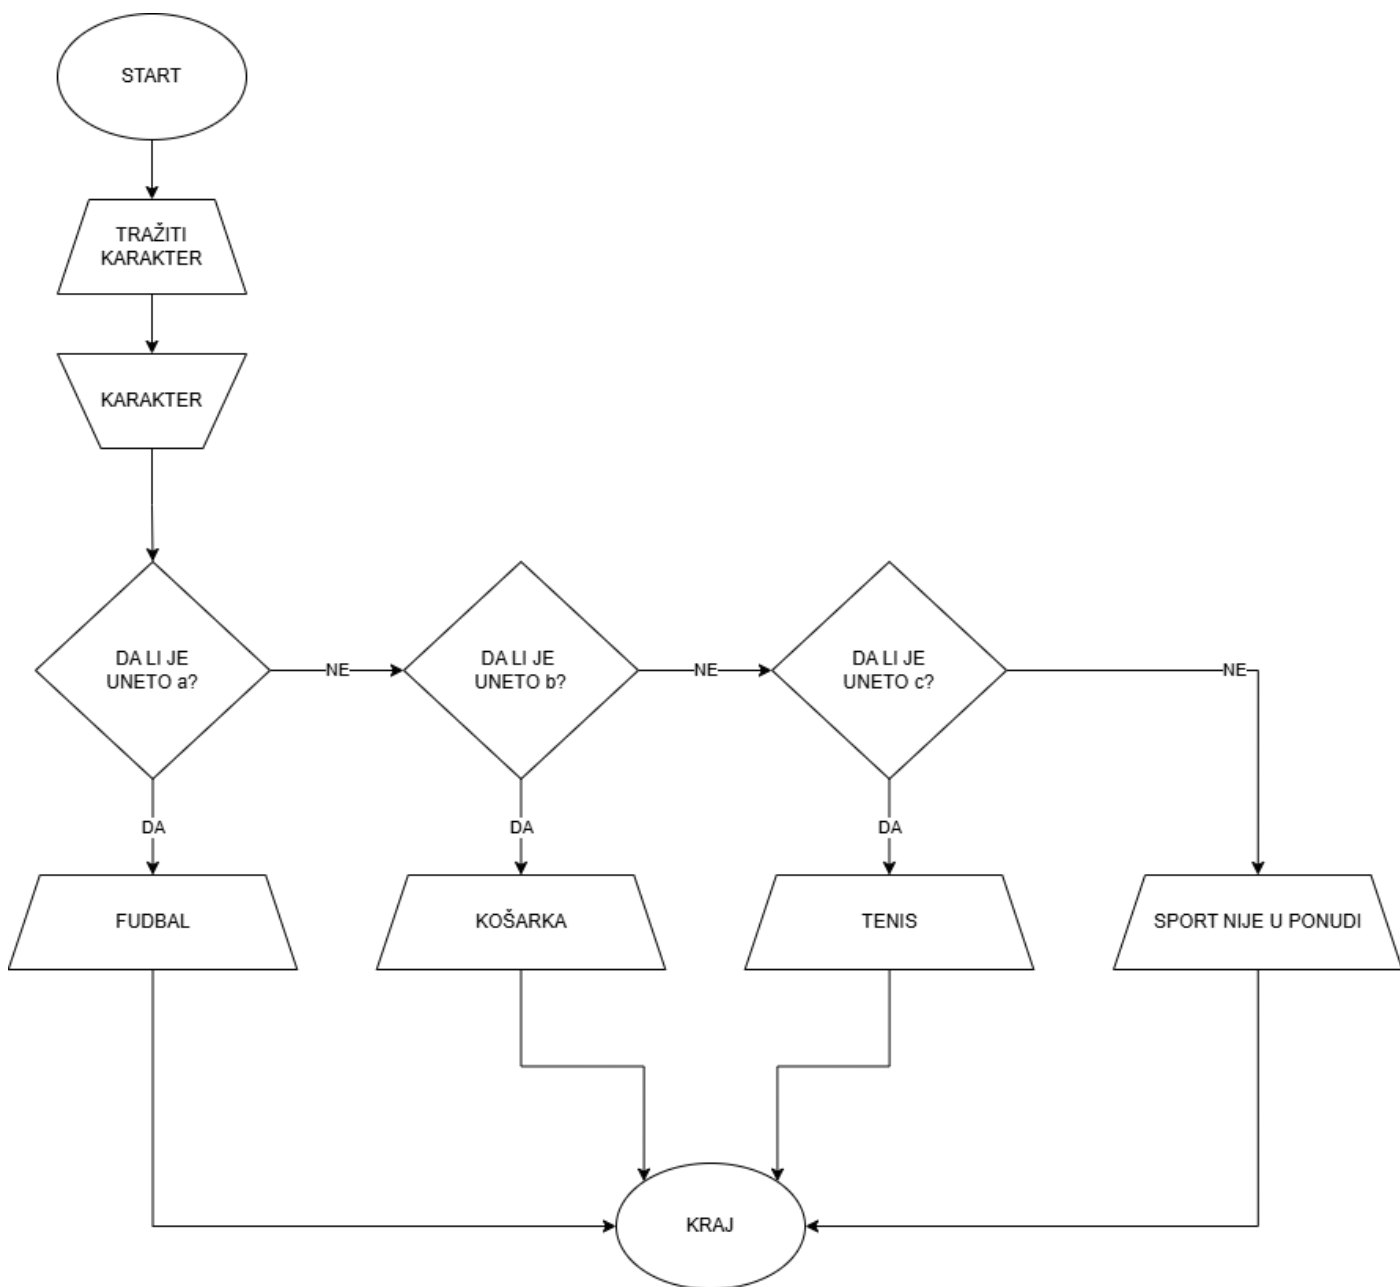 START
TRAŽITI
KARAKTER
KARAKTER
DA LI JE
UNETO a?
NE
DA LI JE
UNETO b?
NE
DA LI JE
UNETO c?
NE
DA
DA
DA
FUDBAL
KOŠARKA
TENIS
SPORT NIJE U PONUDI
KRAJ